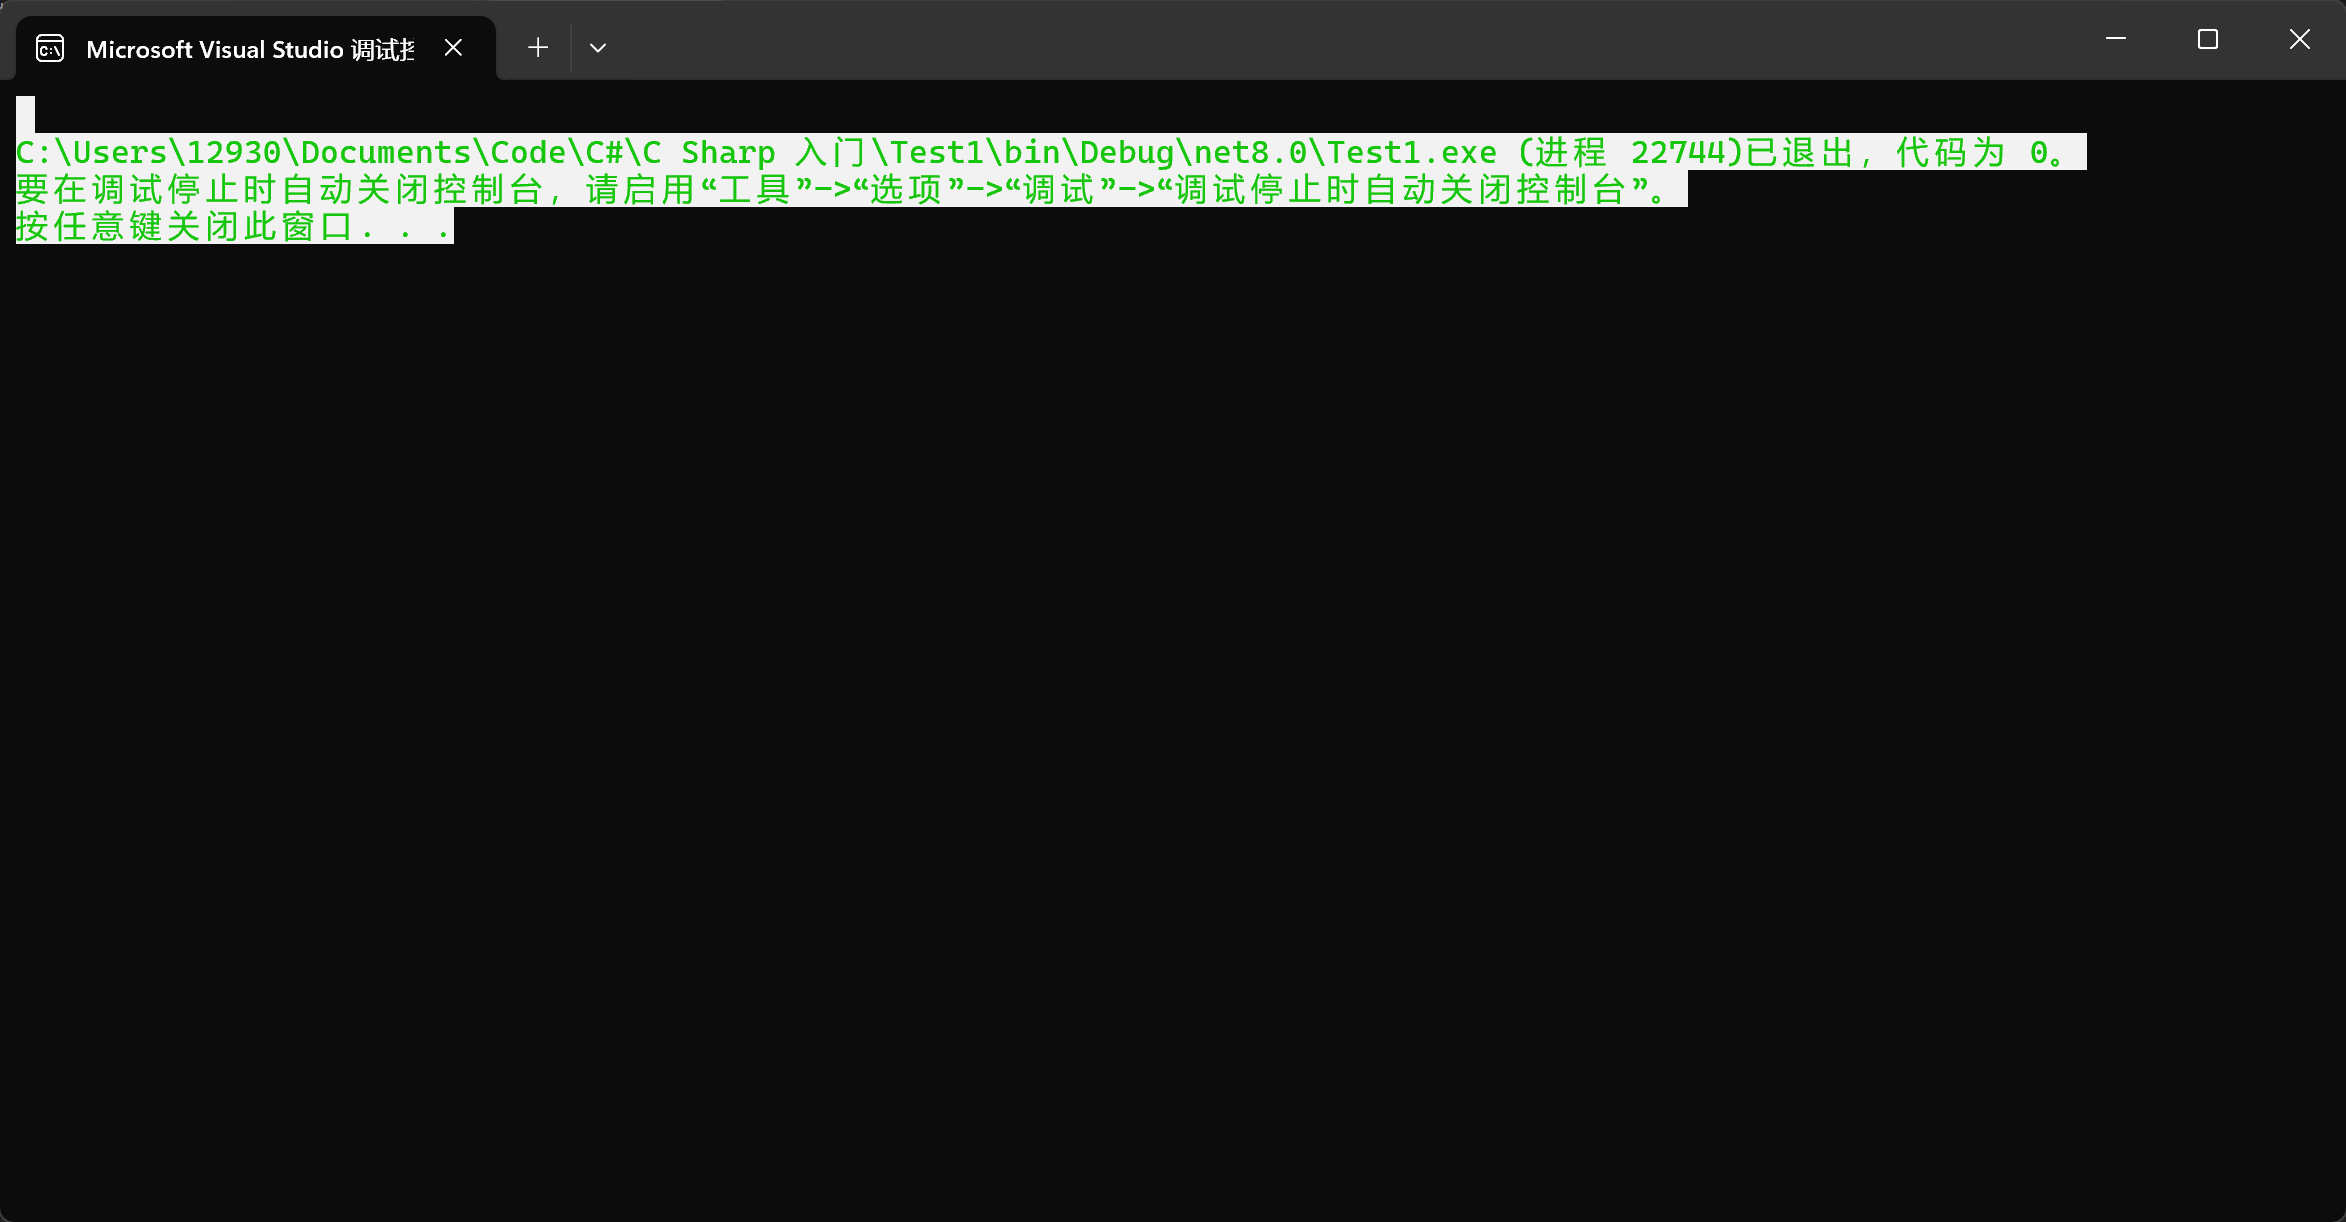 Microsoft Visual Studio 调试
C:\Users\12930\Documents\Code\C#\C Sharp 入门\Test1\bin\Debug\net8.0\Test1.exe (进程 22744)已退出，代码为 0。
要在调试停止时自动关闭控制台，请启用“工具”->“选项”->“调试”->“调试停止时自动关闭控制台”。
按任意键关闭此窗口. . .